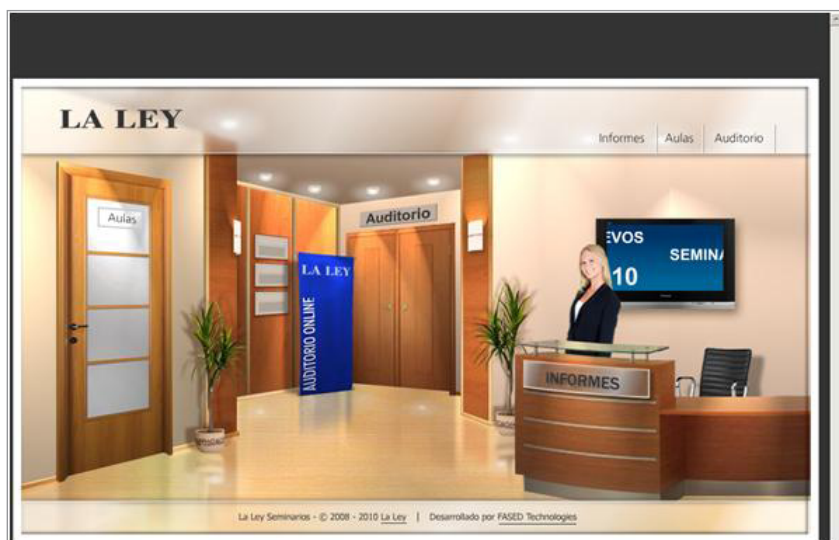 LA LEY
Informes
Aulas
Auditorio
Aulas
Auditorio
LA LEY
AUDITORIO ONLINE
EVOS
SEMIN
10
INFORMES
La Ley Seminarios - © 2008 - 2010 La Ley | Desarrollado por FASED Technologies